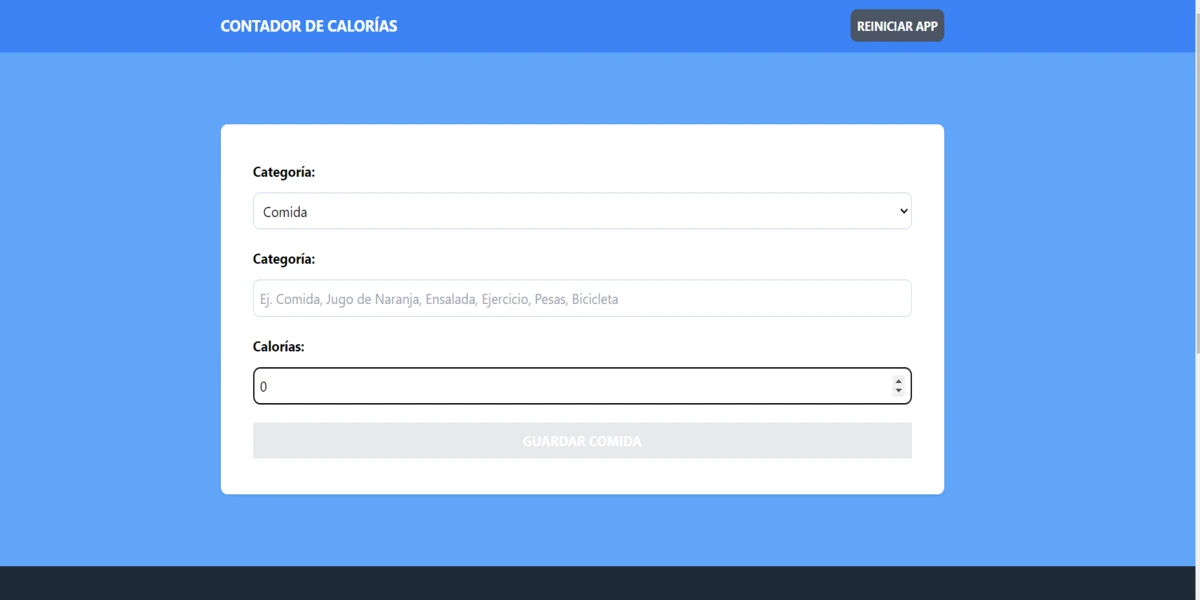 CONTADOR DE CALORÍAS
REINICIAR APP
Categoría:
Comida
Categoría:
Ej. Comida, Jugo de Naranja, Ensalada, Ejercicio, Pesas, Bicicleta
Calorías:
0
GUARDAR COMIDA